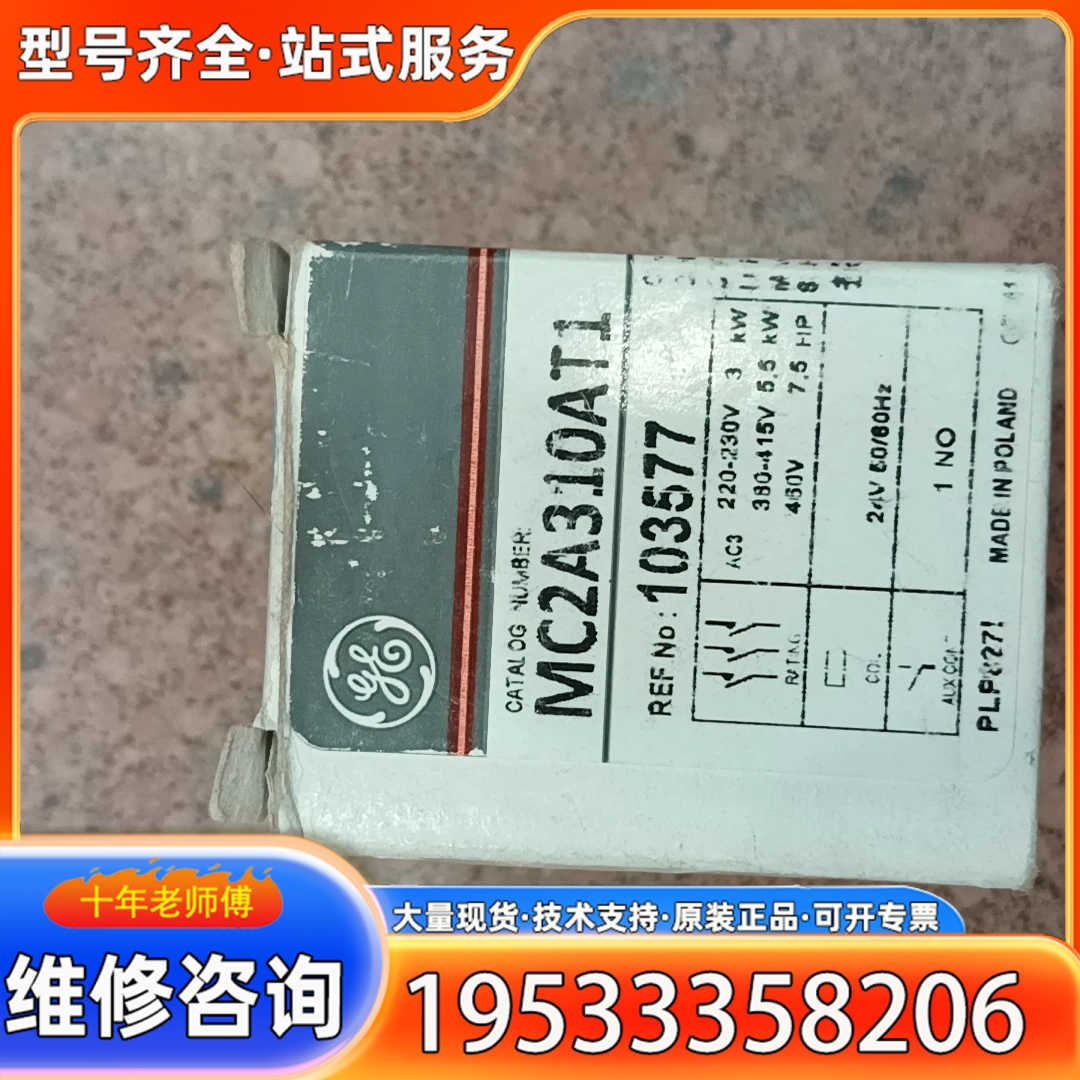 型号齐全·站式服务
CATALOG NUMBER:
MC2A310AT1
REF No: 103577
AC3 220-230V 3 kW
380-415V 5,5 kW
460V 7,5 HP
RATING
COIL
24V 50/60Hz
AUX CONT
1 NO
MADE IN POLAND
十年老师傅
维修咨询
大量现货·技术支持·原装正品·可开专票
19533358206